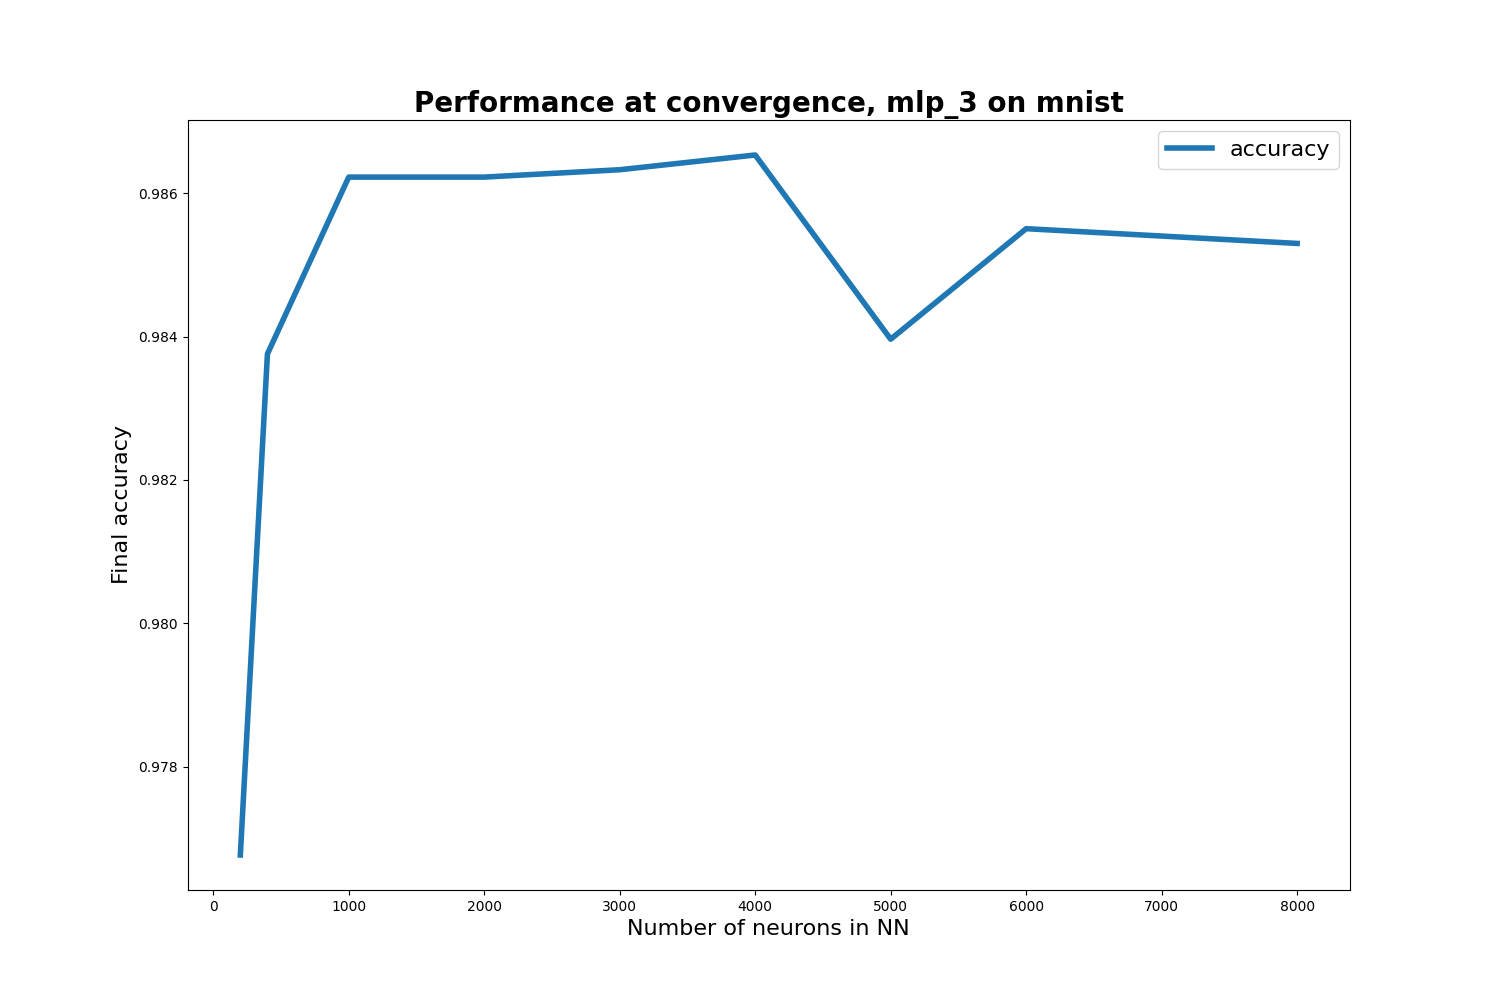 Performance at convergence, mlp_3 on mnist
accuracy
0.986
0.984
0.982
0.980
0.978
Final accuracy
0 1000 2000 3000 4000 5000 6000 7000 8000
Number of neurons in NN